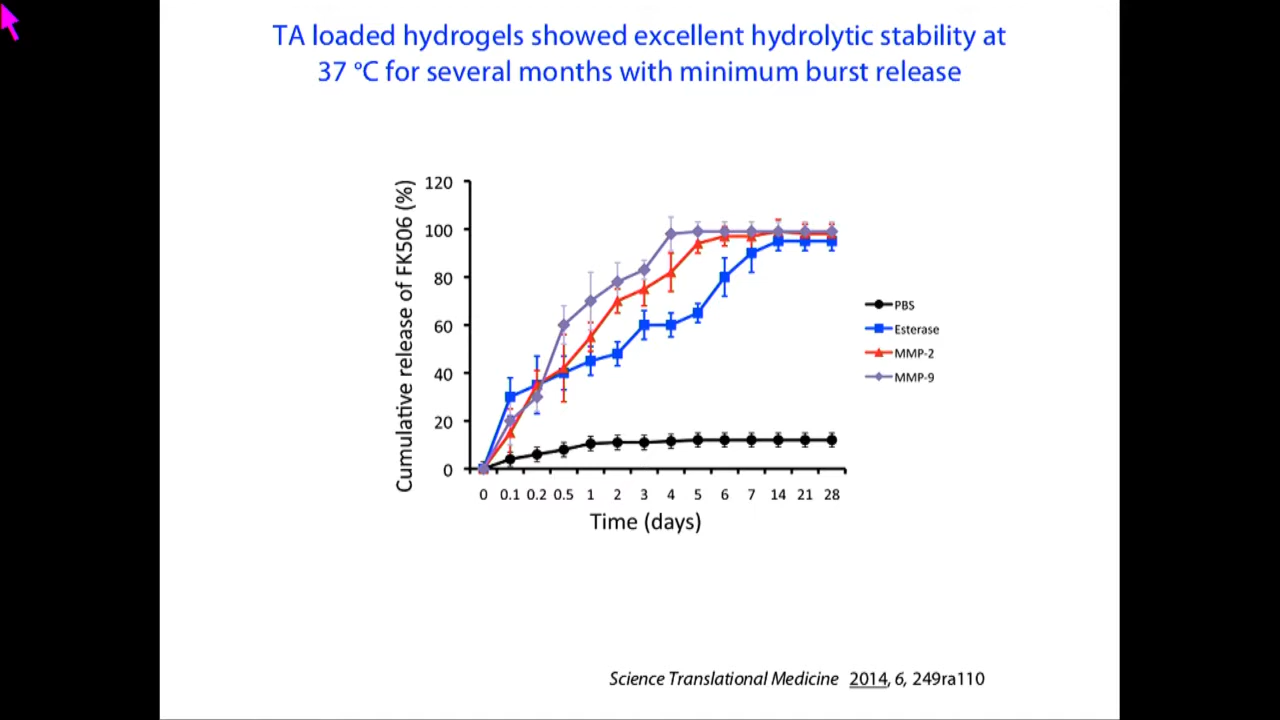 TA loaded hydrogels showed excellent hydrolytic stability at
37 °C for several months with minimum burst release
Cumulative release of FK506 (%)
120
100
80
60
40
20
0
0 0.1 0.2 0.5 1 2 3 4 5 6 7 14 21 28
Time (days)
PBS
Esterase
MMP-2
MMP-9
Science Translational Medicine 2014, 6, 249ra110